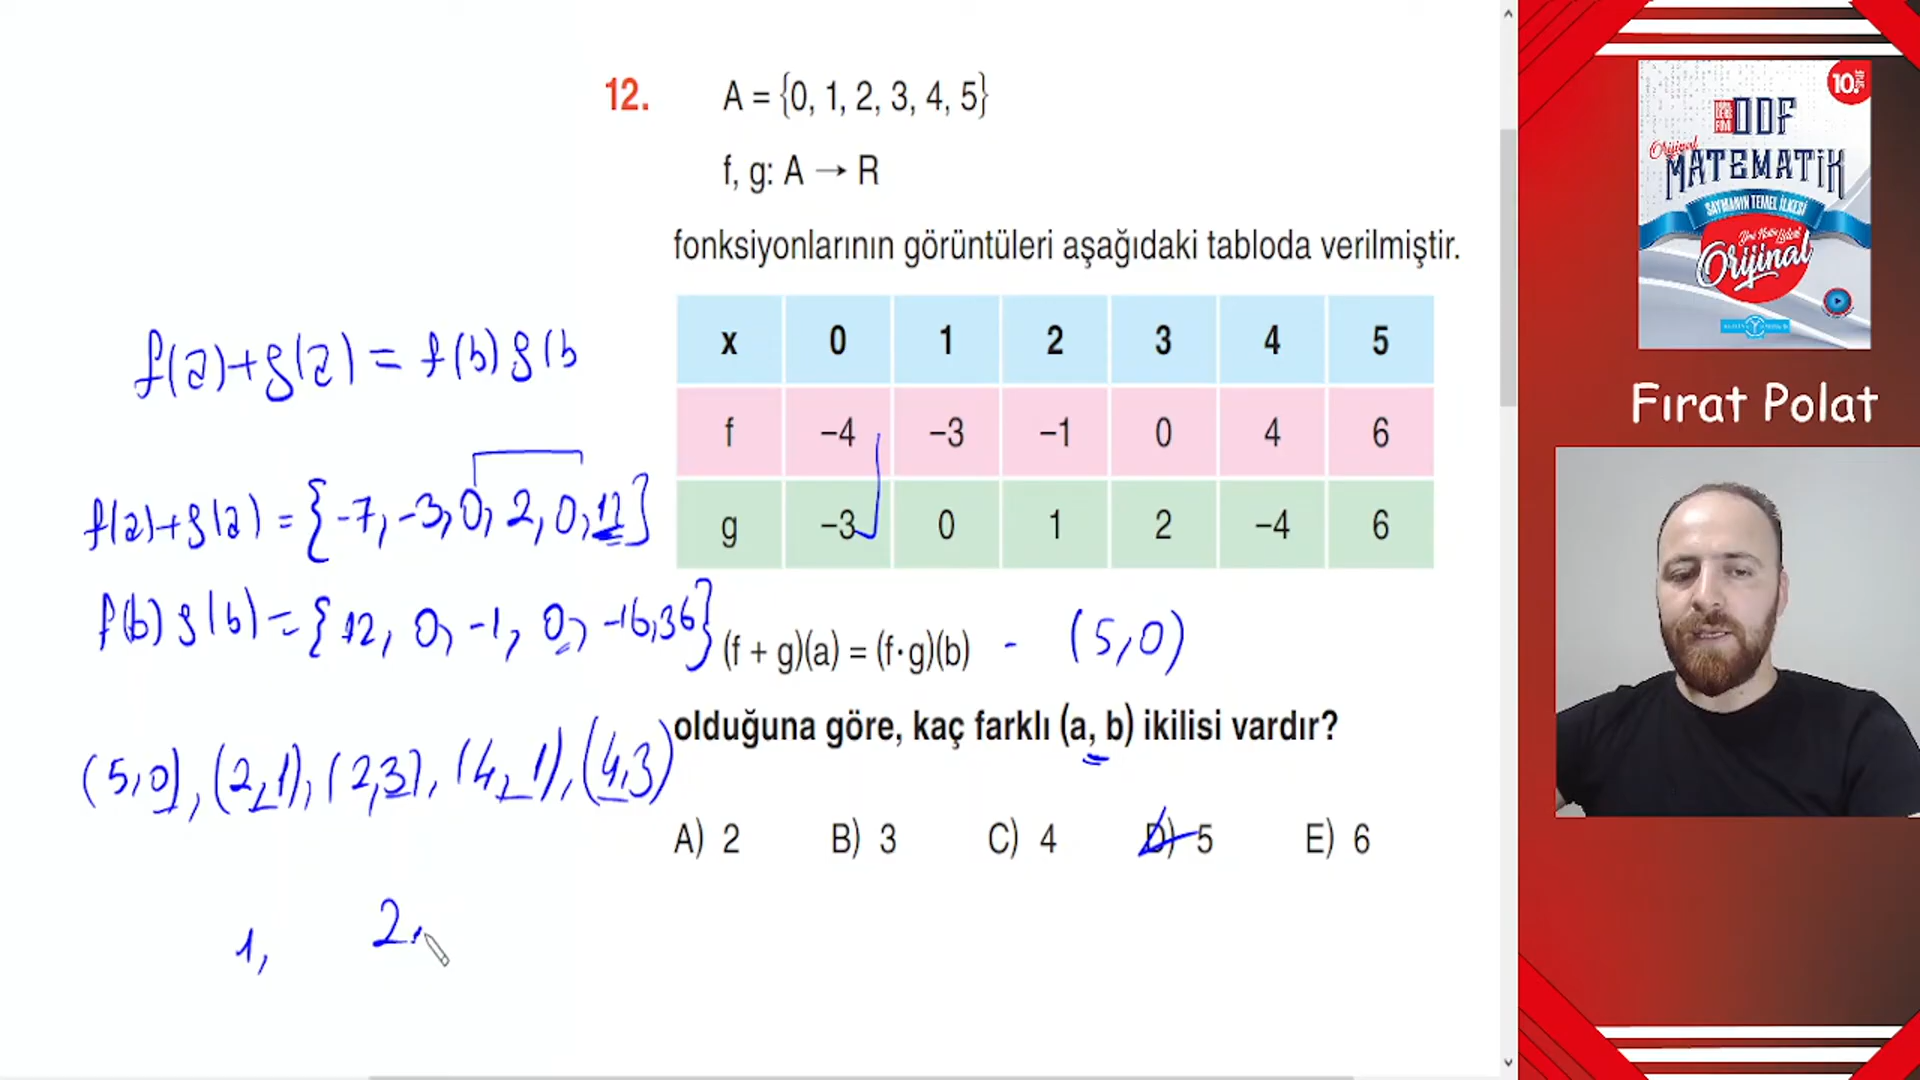 12. A = {0, 1, 2, 3, 4, 5}
f, g: A → R
fonksiyonlarının görüntüleri aşağıdaki tabloda verilmiştir.
x 0 1 2 3 4 5
f −4 −3 −1 0 4 6
g −3 0 1 2 −4 6
(f + g)(a) = (f·g)(b) - (5,0)
olduğuna göre, kaç farklı (a, b) ikilisi vardır?
A) 2 B) 3 C) 4 D) 5 E) 6
f(a)+g(a) = f(b) g(b
f(a)+g(a) = {-7, -3, 0, 2, 0, 12}
f(b) g(b) = {12, 0, -1, 0, -16, 36}
(5,0), (2,1), (2,3), (4,1), (4,3)
1, 2,
10.
ODF
Orijinal
MATEMATİK
SAYMANIN TEMEL İLKESİ
Orijinal
Fırat Polat